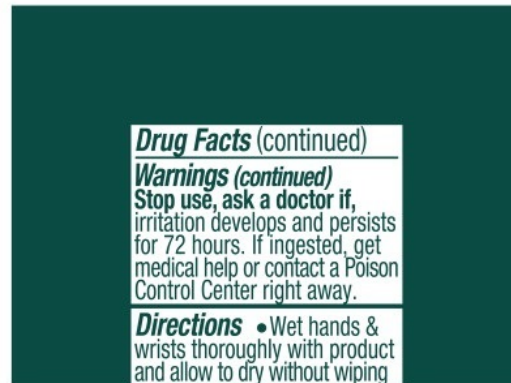 Drug Facts (continued)
Warnings (continued)
Stop use, ask a doctor if,
irritation develops and persists
for 72 hours. If ingested, get
medical help or contact a Poison
Control Center right away.
Directions • Wet hands &
wrists thoroughly with product
and allow to dry without wiping